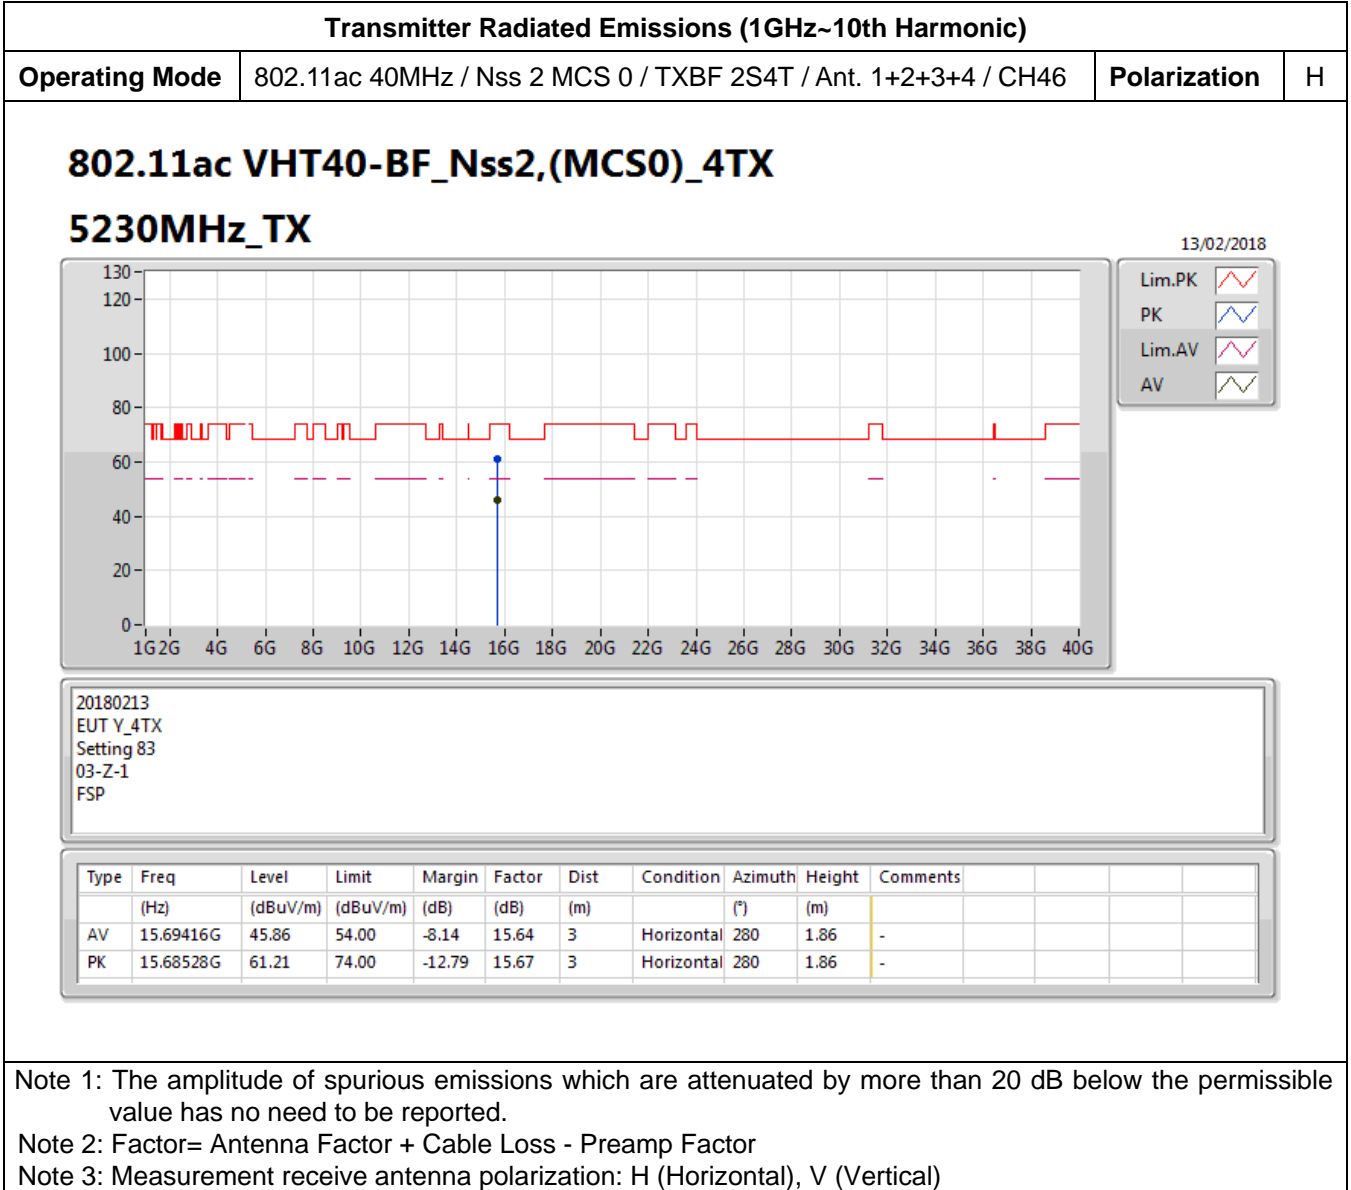 Transmitter Radiated Emissions (1GHz~10th Harmonic)
Operating Mode 802.11ac 40MHz / Nss 2 MCS 0 / TXBF 2S4T / Ant. 1+2+3+4 / CH46 Polarization H
802.11ac VHT40-BF_Nss2,(MCS0)_4TX
5230MHz_TX
13/02/2018
130
120
100
80
60
40
20
0
1G 2G 4G 6G 8G 10G 12G 14G 16G 18G 20G 22G 24G 26G 28G 30G 32G 34G 36G 38G 40G
Lim.PK
PK
Lim.AV
AV
20180213
EUT Y_4TX
Setting 83
03-Z-1
FSP
Type Freq Level Limit Margin Factor Dist Condition Azimuth Height Comments
(Hz) (dBuV/m) (dBuV/m) (dB) (dB) (m) (°) (m)
AV 15.69416G 45.86 54.00 -8.14 15.64 3 Horizontal 280 1.86 -
PK 15.68528G 61.21 74.00 -12.79 15.67 3 Horizontal 280 1.86 -
Note 1: The amplitude of spurious emissions which are attenuated by more than 20 dB below the permissible
value has no need to be reported.
Note 2: Factor= Antenna Factor + Cable Loss - Preamp Factor
Note 3: Measurement receive antenna polarization: H (Horizontal), V (Vertical)